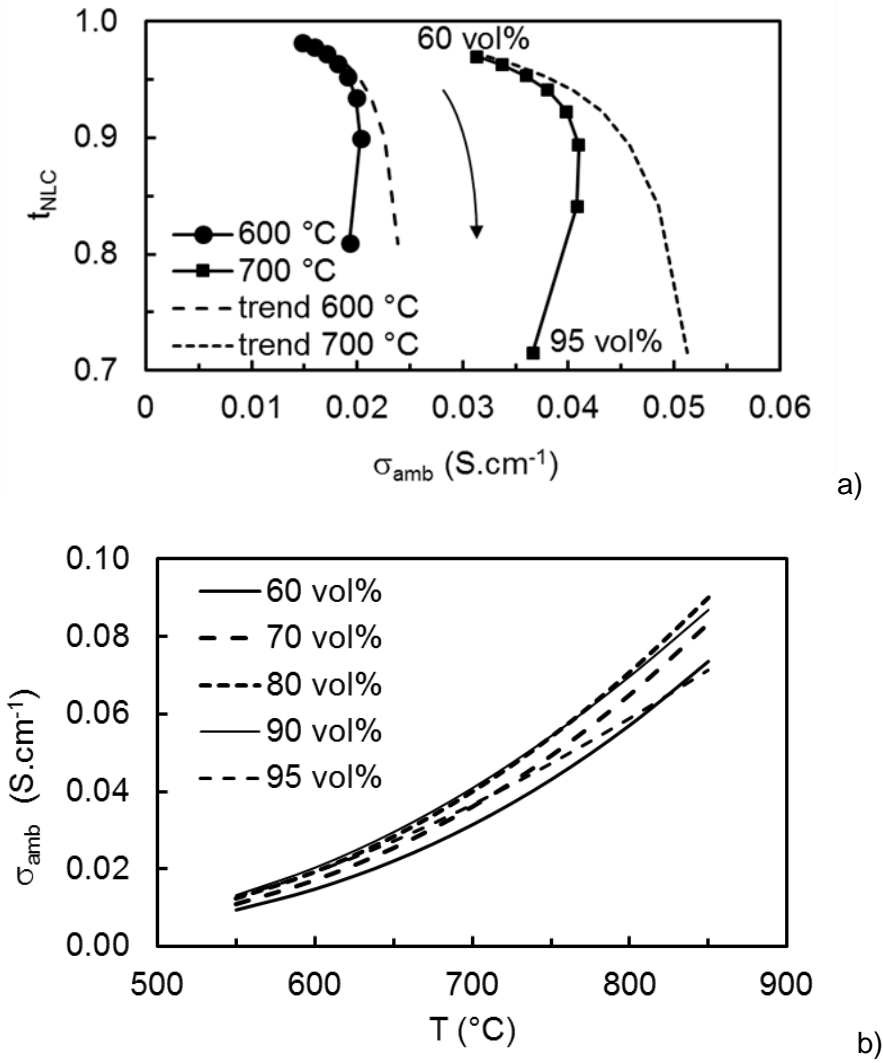 1.0
60 vol%
0.9
t_NLC
600 °C
0.8
700 °C
trend 600 °C
trend 700 °C
95 vol%
0.7
0 0.01 0.02 0.03 0.04 0.05 0.06
σ_amb (S.cm⁻¹)
a)
0.10
60 vol%
0.08
70 vol%
80 vol%
0.06
90 vol%
0.04
95 vol%
σ_amb (S.cm⁻¹)
0.02
0.00
500 600 700 800 900
T (°C)
b)